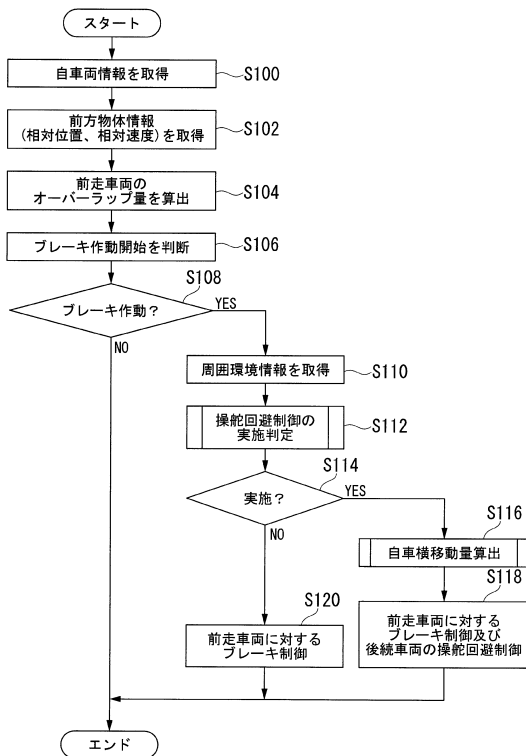 スタート
自車両情報を取得
S100
前方物体情報
(相対位置、相対速度)を取得
S102
前走車両の
オーバーラップ量を算出
S104
ブレーキ作動開始を判断
S106
S108
ブレーキ作動?
YES
NO
周囲環境情報を取得
S110
操舵回避制御の
実施判定
S112
S114
実施?
YES
NO
S116
自車横移動量算出
S118
前走車両に対する
ブレーキ制御及び
後続車両の操舵回避制御
S120
前走車両に対する
ブレーキ制御
エンド